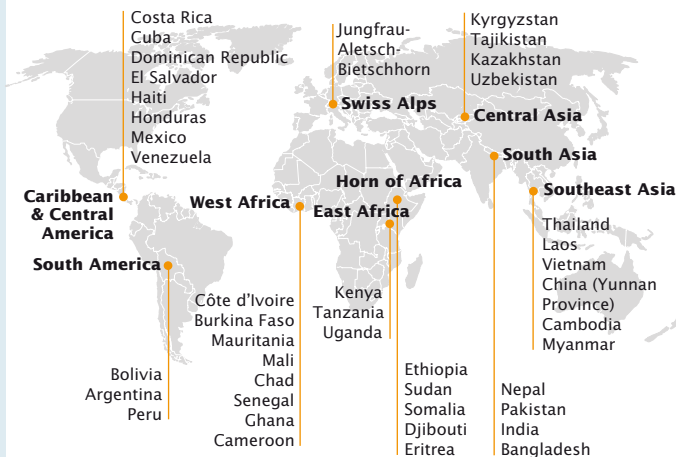 Costa Rica
Cuba
Dominican Republic
El Salvador
Haiti
Honduras
Mexico
Venezuela
Caribbean
& Central
America
South America
Bolivia
Argentina
Peru
West Africa
Côte d'Ivoire
Burkina Faso
Mauritania
Mali
Chad
Senegal
Ghana
Cameroon
Jungfrau-
Aletsch-
Bietschhorn
Swiss Alps
Horn of Africa
East Africa
Kenya
Tanzania
Uganda
Ethiopia
Sudan
Somalia
Djibouti
Eritrea
Kyrgyzstan
Tajikistan
Kazakhstan
Uzbekistan
Central Asia
South Asia
Nepal
Pakistan
India
Bangladesh
Southeast Asia
Thailand
Laos
Vietnam
China (Yunnan
Province)
Cambodia
Myanmar